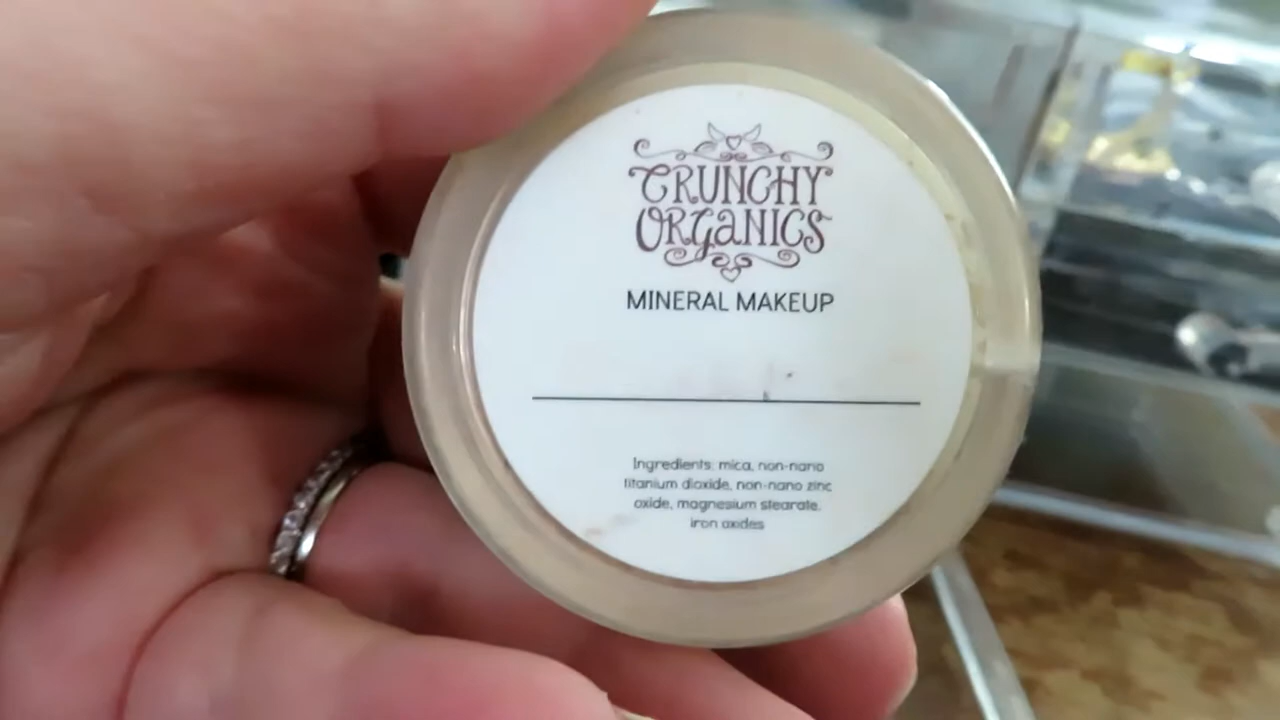 CRUNCHY
ORGANICS
MINERAL MAKEUP
Ingredients: mica, non-nano
titanium dioxide, non-nano zinc
oxide, magnesium stearate,
iron oxides